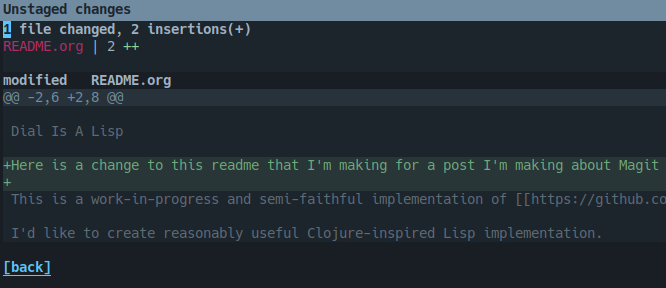 Unstaged changes
1 file changed, 2 insertions(+)
README.org | 2 ++
modified   README.org
@@ -2,6 +2,8 @@
Dial Is A Lisp
+Here is a change to this readme that I'm making for a post I'm making about Magit
+
This is a work-in-progress and semi-faithful implementation of [[https://github.co
I'd like to create reasonably useful Clojure-inspired Lisp implementation.
[back]